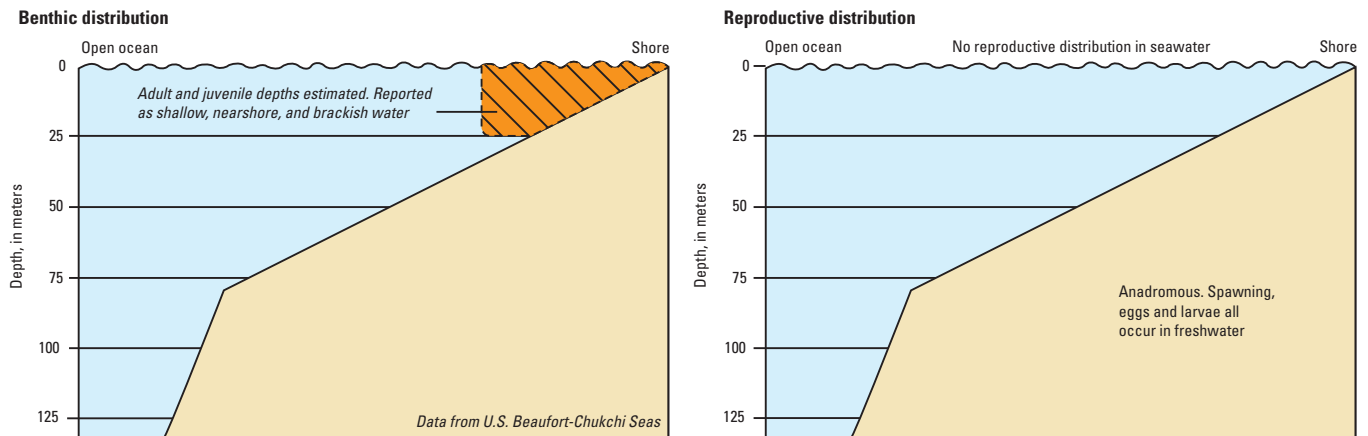 Benthic distribution
Open ocean
Shore
0
25
50
75
100
125
Depth, in meters
Adult and juvenile depths estimated. Reported
as shallow, nearshore, and brackish water
Data from U.S. Beaufort-Chukchi Seas
Reproductive distribution
Open ocean
No reproductive distribution in seawater
Shore
0
25
50
75
100
125
Depth, in meters
Anadromous. Spawning,
eggs and larvae all
occur in freshwater